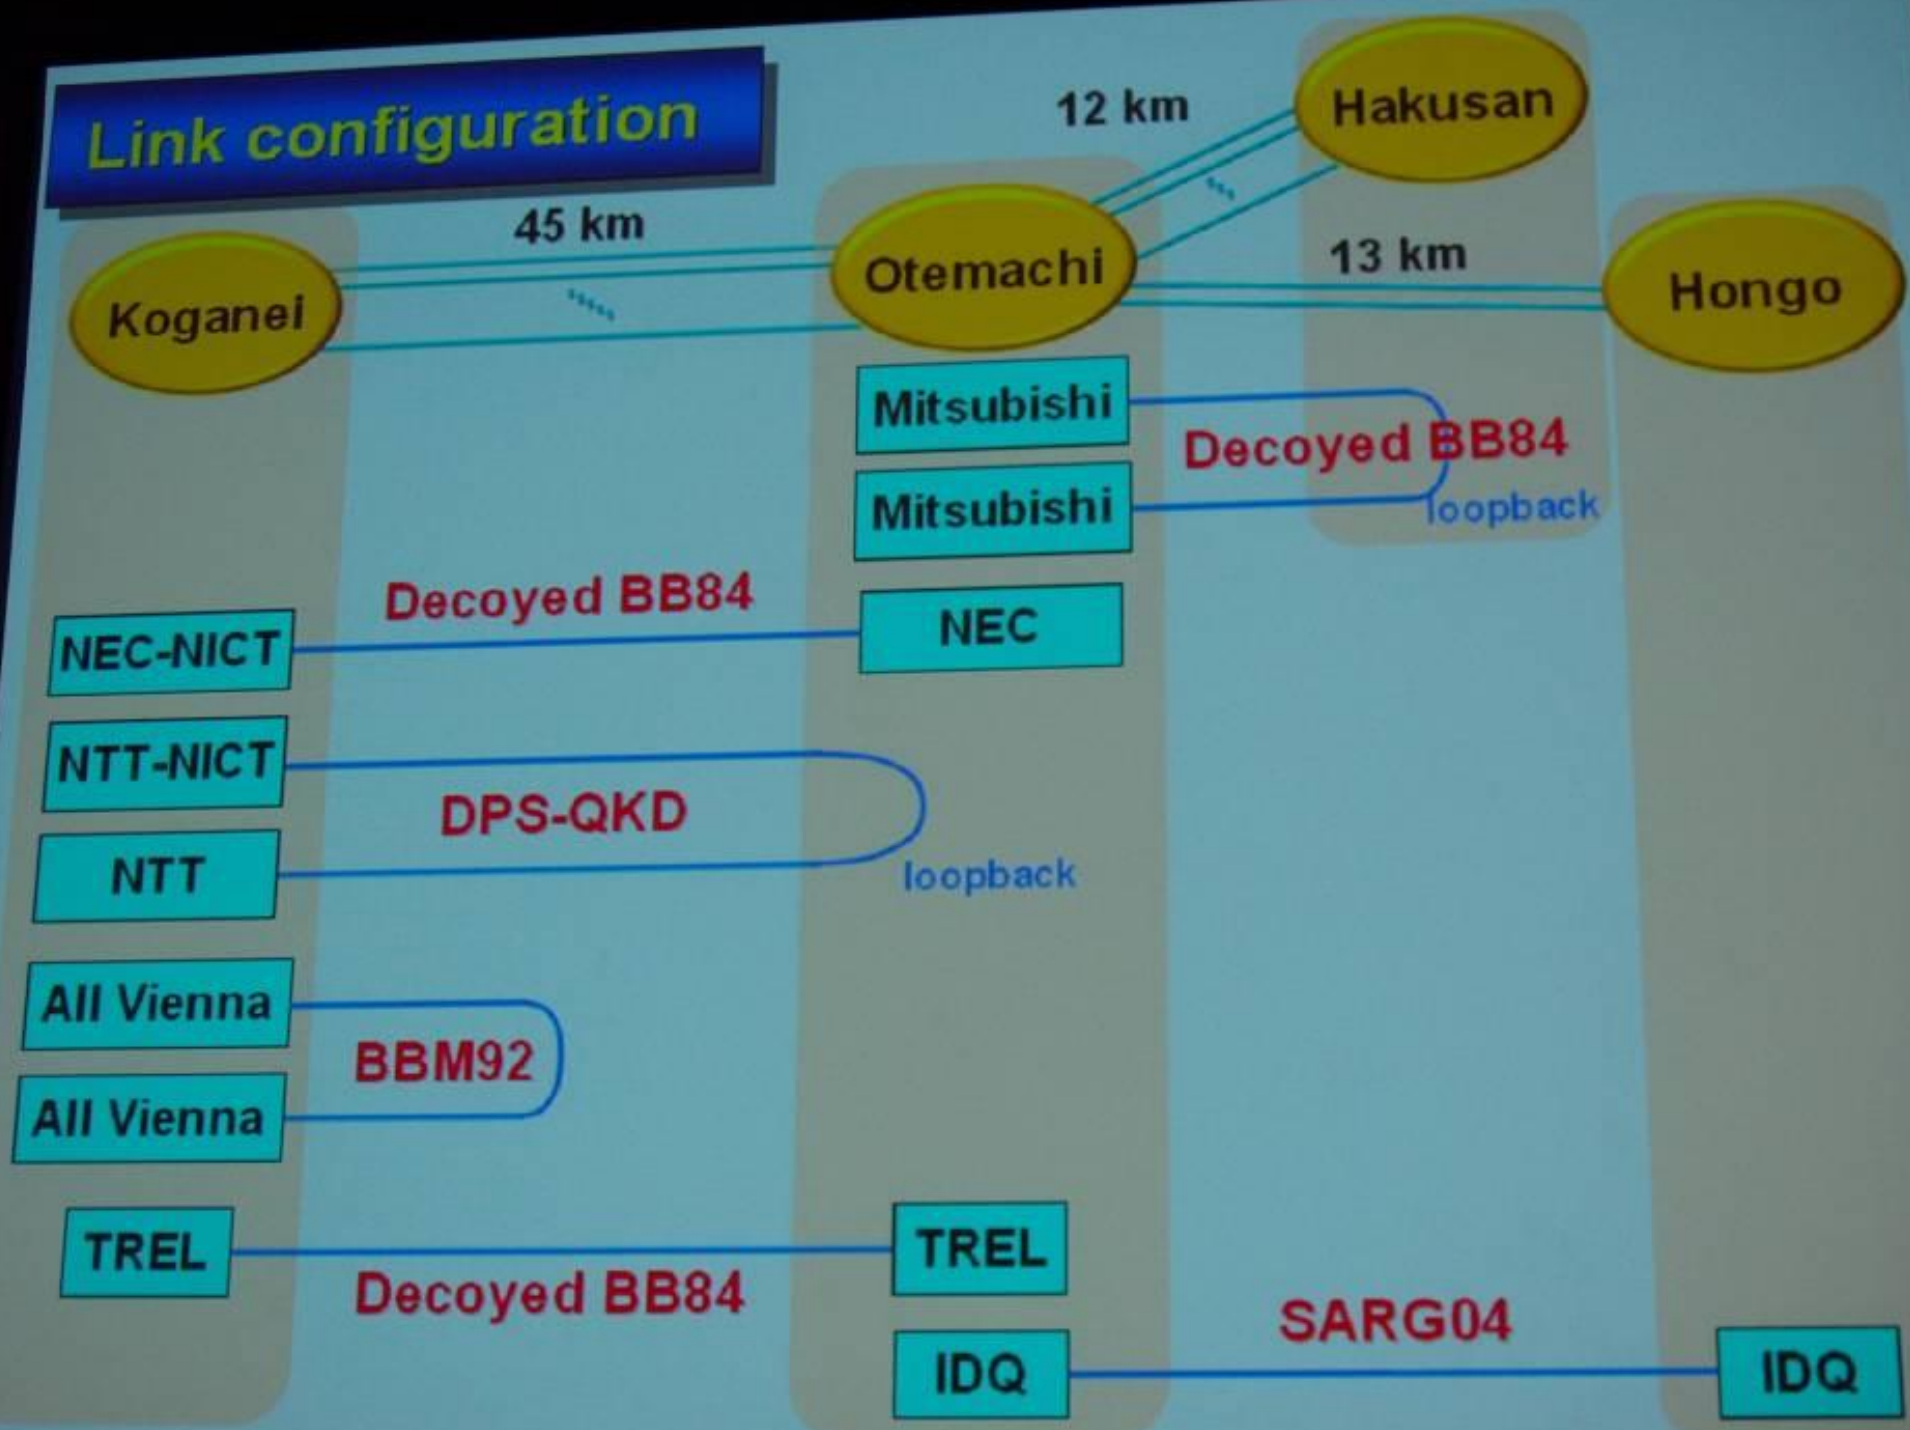 Link configuration
12 km
Hakusan
45 km
Koganei
Otemachi
13 km
Hongo
Mitsubishi
Decoyed BB84
Mitsubishi
loopback
Decoyed BB84
NEC-NICT
NEC
NTT-NICT
DPS-QKD
NTT
loopback
All Vienna
BBM92
All Vienna
TREL
TREL
Decoyed BB84
SARG04
IDQ
IDQ